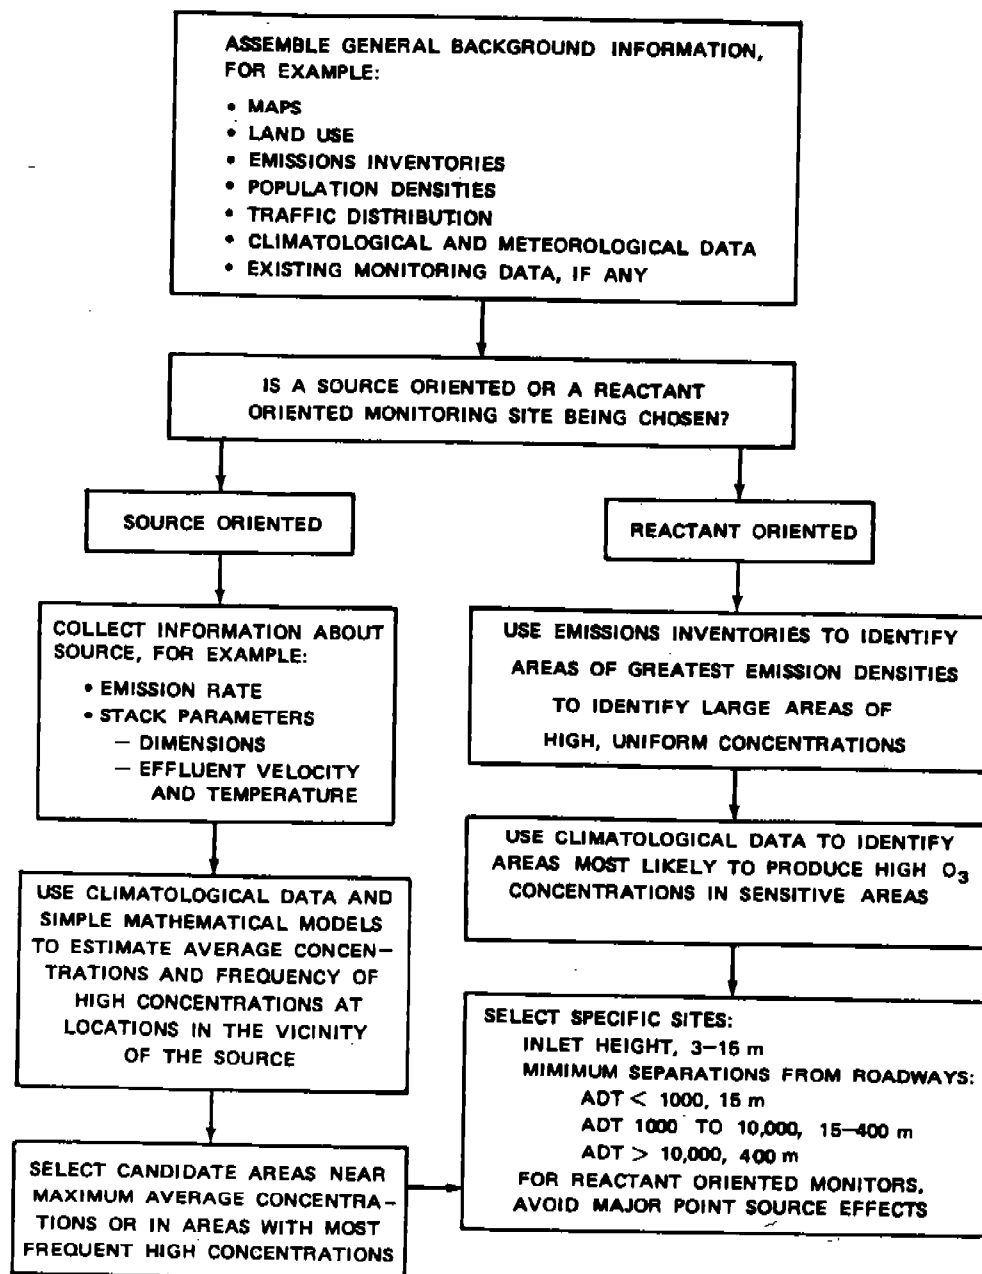 ASSEMBLE GENERAL BACKGROUND INFORMATION,
FOR EXAMPLE:
• MAPS
• LAND USE
• EMISSIONS INVENTORIES
• POPULATION DENSITIES
• TRAFFIC DISTRIBUTION
• CLIMATOLOGICAL AND METEOROLOGICAL DATA
• EXISTING MONITORING DATA, IF ANY
IS A SOURCE ORIENTED OR A REACTANT
ORIENTED MONITORING SITE BEING CHOSEN?
SOURCE ORIENTED
REACTANT ORIENTED
COLLECT INFORMATION ABOUT
SOURCE, FOR EXAMPLE:
• EMISSION RATE
• STACK PARAMETERS
— DIMENSIONS
— EFFLUENT VELOCITY
AND TEMPERATURE
USE CLIMATOLOGICAL DATA AND
SIMPLE MATHEMATICAL MODELS
TO ESTIMATE AVERAGE CONCEN-
TRATIONS AND FREQUENCY OF
HIGH CONCENTRATIONS AT
LOCATIONS IN THE VICINITY
OF THE SOURCE
SELECT CANDIDATE AREAS NEAR
MAXIMUM AVERAGE CONCENTRA-
TIONS OR IN AREAS WITH MOST
FREQUENT HIGH CONCENTRATIONS
USE EMISSIONS INVENTORIES TO IDENTIFY
AREAS OF GREATEST EMISSION DENSITIES
TO IDENTIFY LARGE AREAS OF
HIGH, UNIFORM CONCENTRATIONS
USE CLIMATOLOGICAL DATA TO IDENTIFY
AREAS MOST LIKELY TO PRODUCE HIGH O₃
CONCENTRATIONS IN SENSITIVE AREAS
SELECT SPECIFIC SITES:
INLET HEIGHT, 3–15 m
MIMIMUM SEPARATIONS FROM ROADWAYS:
ADT < 1000, 15 m
ADT 1000 TO 10,000, 15–400 m
ADT > 10,000, 400 m
FOR REACTANT ORIENTED MONITORS,
AVOID MAJOR POINT SOURCE EFFECTS